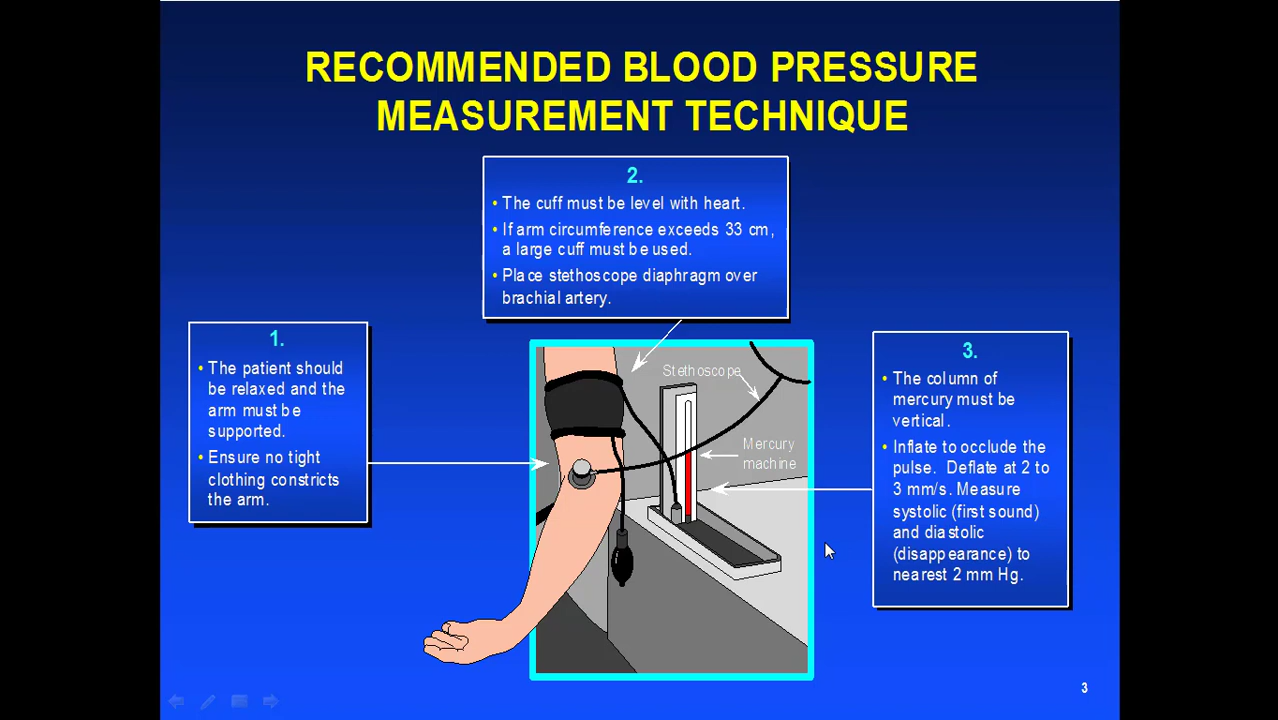 RECOMMENDED BLOOD PRESSURE
MEASUREMENT TECHNIQUE
2.
• The cuff must be level with heart.
• If arm circumference exceeds 33 cm,
a large cuff must be used.
• Place stethoscope diaphragm over
brachial artery.
1.
• The patient should
be relaxed and the
arm must be
supported.
• Ensure no tight
clothing constricts
the arm.
Stethoscope
Mercury
machine
3.
• The column of
mercury must be
vertical.
• Inflate to occlude the
pulse. Deflate at 2 to
3 mm/s. Measure
systolic (first sound)
and diastolic
(disappearance) to
nearest 2 mm Hg.
3